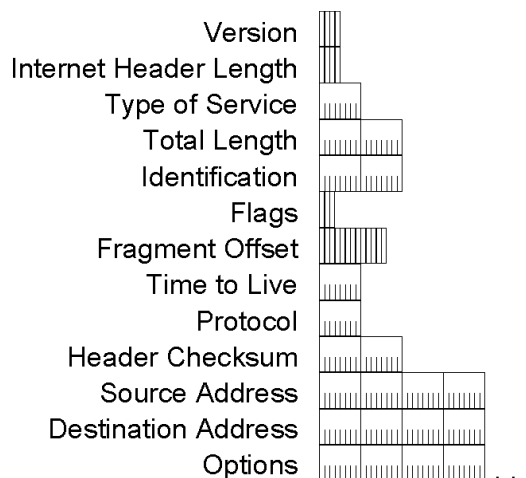 Version
Internet Header Length
Type of Service
Total Length
Identification
Flags
Fragment Offset
Time to Live
Protocol
Header Checksum
Source Address
Destination Address
Options